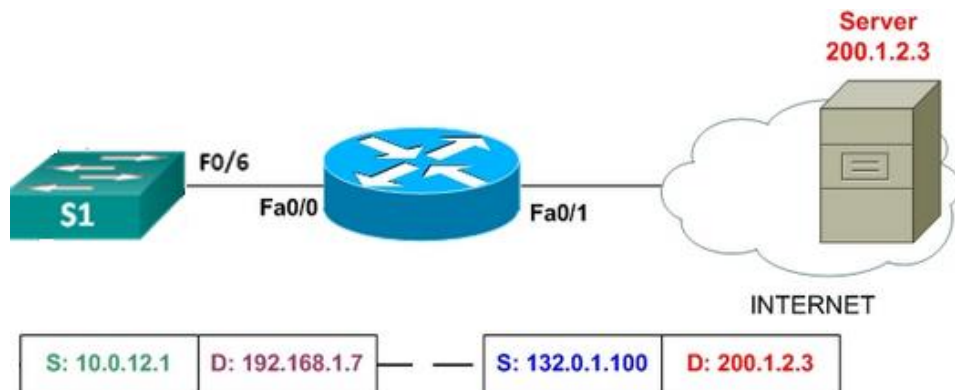 Server
200.1.2.3
F0/6
S1
Fa0/0
Fa0/1
INTERNET
S: 10.0.12.1 D: 192.168.1.7 S: 132.0.1.100 D: 200.1.2.3